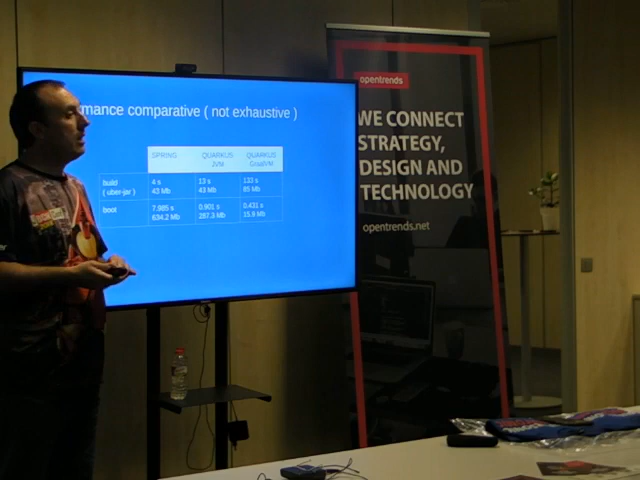 mance comparative ( not exhaustive )
SPRING QUARKUS QUARKUS
JVM GraalVM
build 4 s 13 s 133 s
( uber-jar ) 43 Mb 43 Mb 85 Mb
boot 7.985 s 0.901 s 0.431 s
634.2 Mb 287.3 Mb 15.9 Mb
opentrends
WE CONNECT
STRATEGY,
DESIGN AND
TECHNOLOGY
opentrends.net